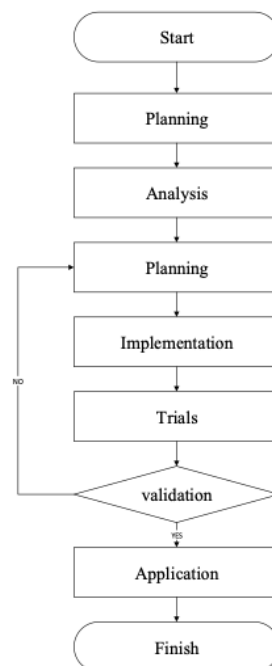 Start
Planning
Analysis
Planning
Implementation
NO
Trials
validation
YES
Application
Finish